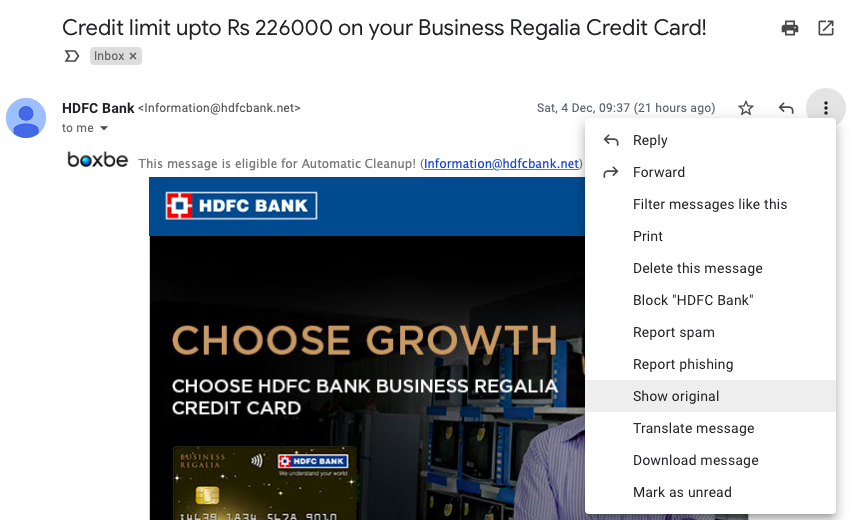 Credit limit upto Rs 226000 on your Business Regalia Credit Card!
Inbox ×
HDFC Bank <Information@hdfcbank.net>
Sat, 4 Dec, 09:37 (21 hours ago)
to me
boxbe This message is eligible for Automatic Cleanup! (Information@hdfcbank.net)
HDFC BANK
CHOOSE GROWTH
CHOOSE HDFC BANK BUSINESS REGALIA
CREDIT CARD
BUSINESS
REGALIA
HDFC BANK
We understand your world
Reply
Forward
Filter messages like this
Print
Delete this message
Block "HDFC Bank"
Report spam
Report phishing
Show original
Translate message
Download message
Mark as unread